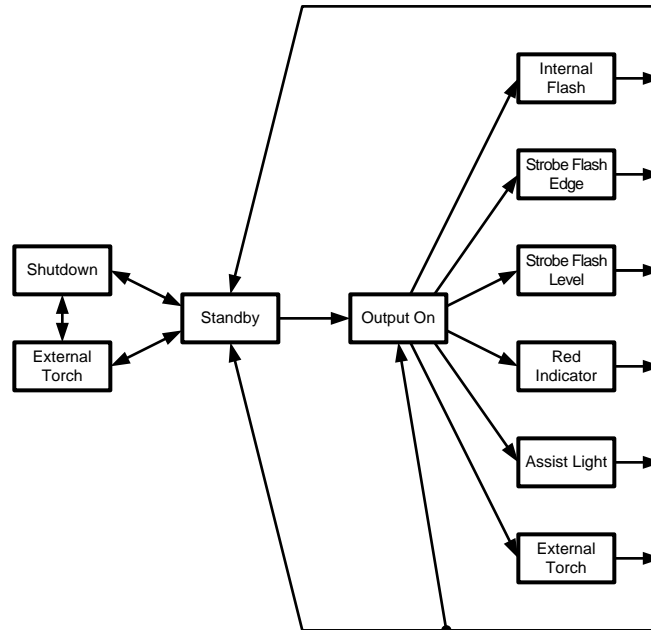 Internal
Flash
Strobe Flash
Edge
Shutdown
Strobe Flash
Level
Standby
Output On
External
Torch
Red
Indicator
Assist Light
External
Torch